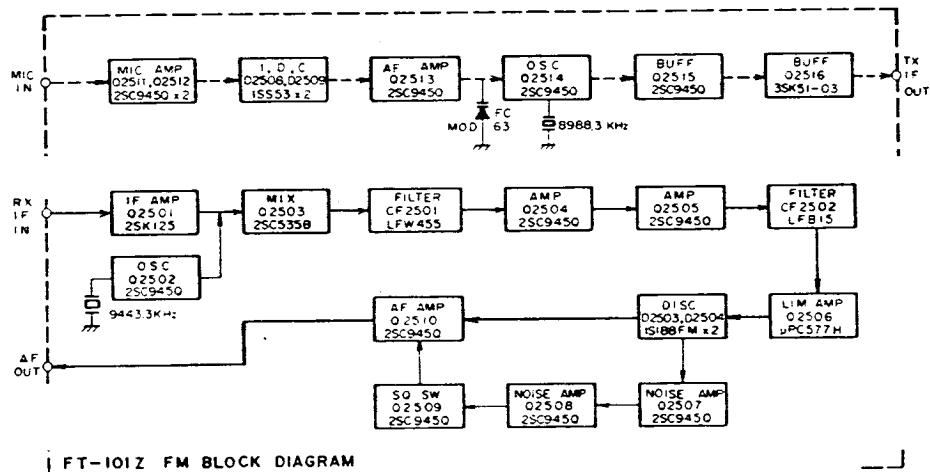 MIC
IN
MIC AMP
Q2511, Q2512
2SC945Q x 2
I, D, C
D2508, D2509
1SS53 x 2
AF AMP
Q2513
2SC945Q
FC
63
MOD
OSC
Q2514
2SC945Q
8988.3 KHz
BUFF
Q2515
2SC945Q
BUFF
Q2516
3SK51-03
TX
IF
OUT
RX
IF
IN
IF AMP
Q2501
2SK125
MIX
Q2503
2SC535B
FILTER
CF2501
LFW455
AMP
Q2504
2SC945Q
AMP
Q2505
2SC945Q
FILTER
CF2502
LFB15
OSC
Q2502
2SC945Q
9443.3KHz
AF AMP
Q2510
2SC945Q
DISC
D2503, D2504
1S188FM x 2
LIM AMP
Q2506
μPC577H
AF
OUT
SQ SW
Q2509
2SC945Q
NOISE AMP
Q2508
2SC945Q
NOISE AMP
Q2507
2SC945Q
FT-101Z FM BLOCK DIAGRAM